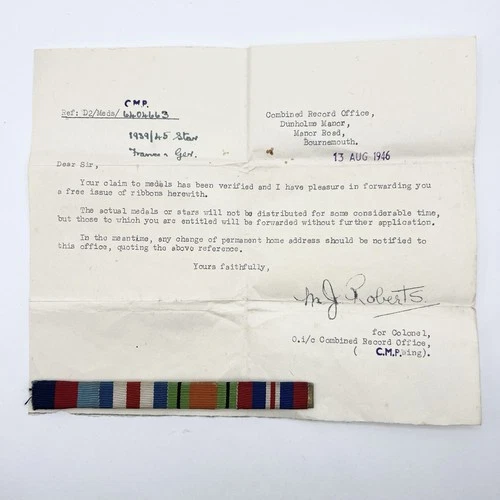 C.M.P.
Ref: D2/Meds/ 6404663
1939/45 Star
France & Ger.
Combined Record Office,
Dunholme Manor,
Manor Road,
Bournemouth.
13 AUG 1946
Dear Sir,
Your claim to medals has been verified and I have pleasure in forwarding you
a free issue of ribbons herewith.
The actual medals or stars will not be distributed for some considerable time,
but those to which you are entitled will be forwarded without further application.
In the meantime, any change of permanent home address should be notified to
this office, quoting the above reference.
Yours faithfully,
M J Roberts
for Colonel,
O.i/c Combined Record Office,
( C.M.P. Wing).